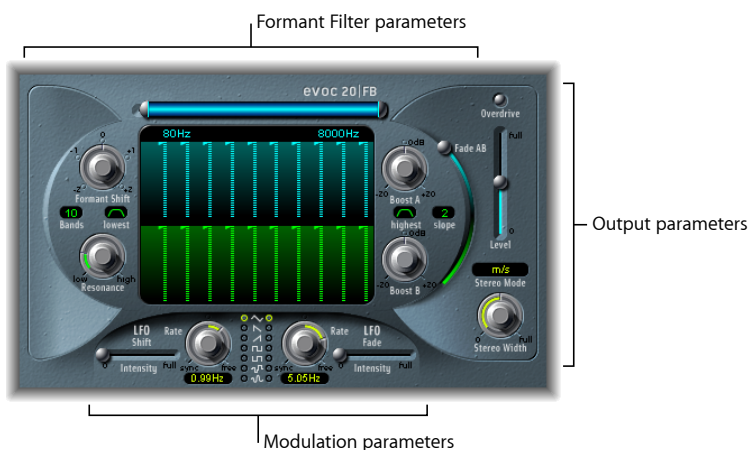 Formant Filter parameters
evoc 20|FB
80Hz 8000Hz
Overdrive
full
0
-1 +1
-2 +2
Formant Shift
10
Bands lowest
low high
Resonance
0dB
-20 +20
Boost A
Fade AB
highest
2
slope
0dB
-20 +20
Boost B
0
Level
Output parameters
m/s
Stereo Mode
0 full
Stereo Width
LFO
Shift
Rate
0 full
Intensity
sync free
0.99Hz
Rate
LFO
Fade
sync free
5.05Hz
0 full
Intensity
Modulation parameters